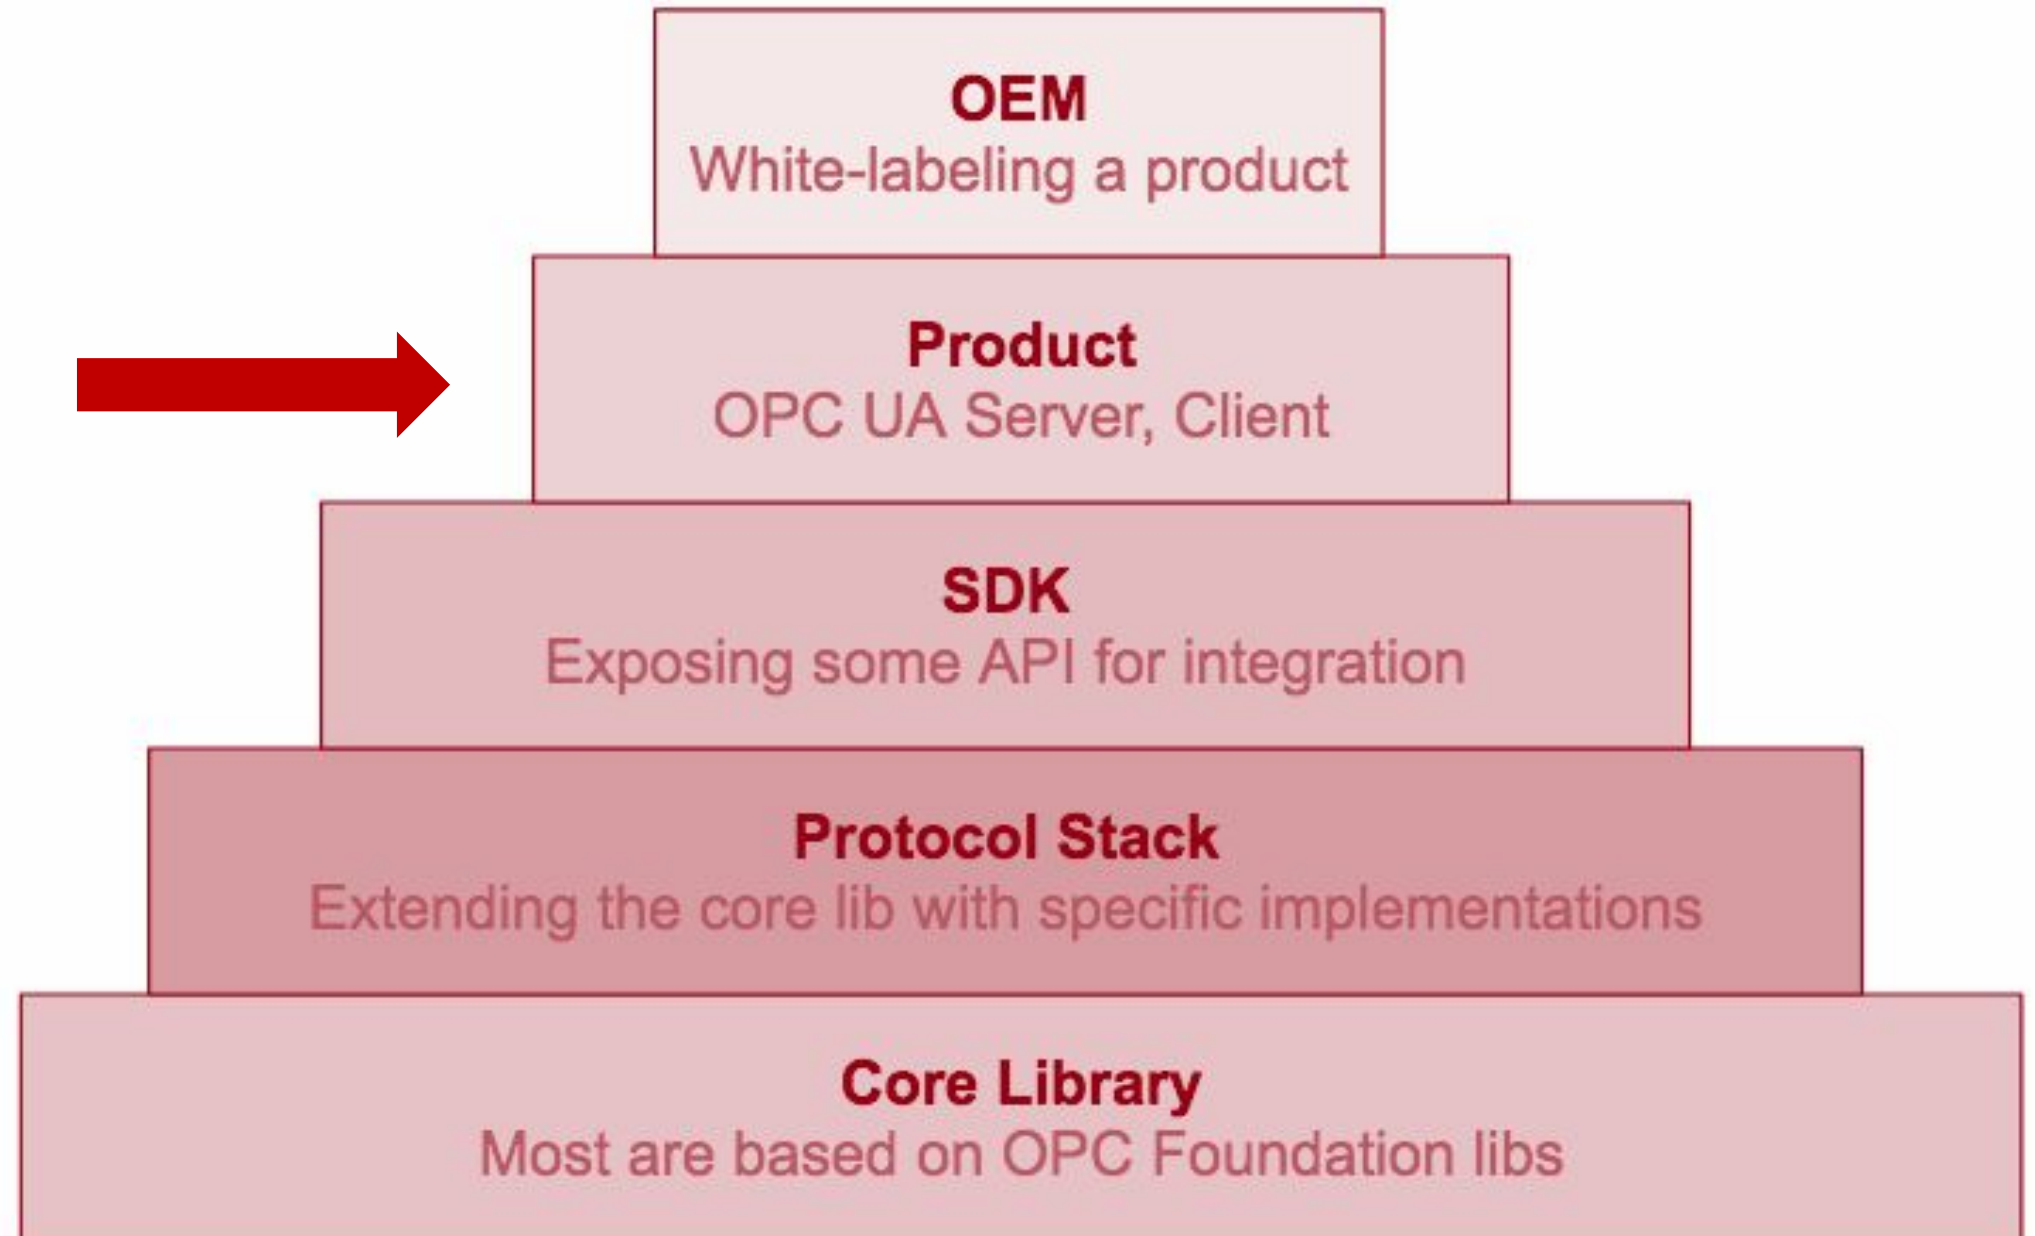 OEM
White-labeling a product
Product
OPC UA Server, Client
SDK
Exposing some API for integration
Protocol Stack
Extending the core lib with specific implementations
Core Library
Most are based on OPC Foundation libs